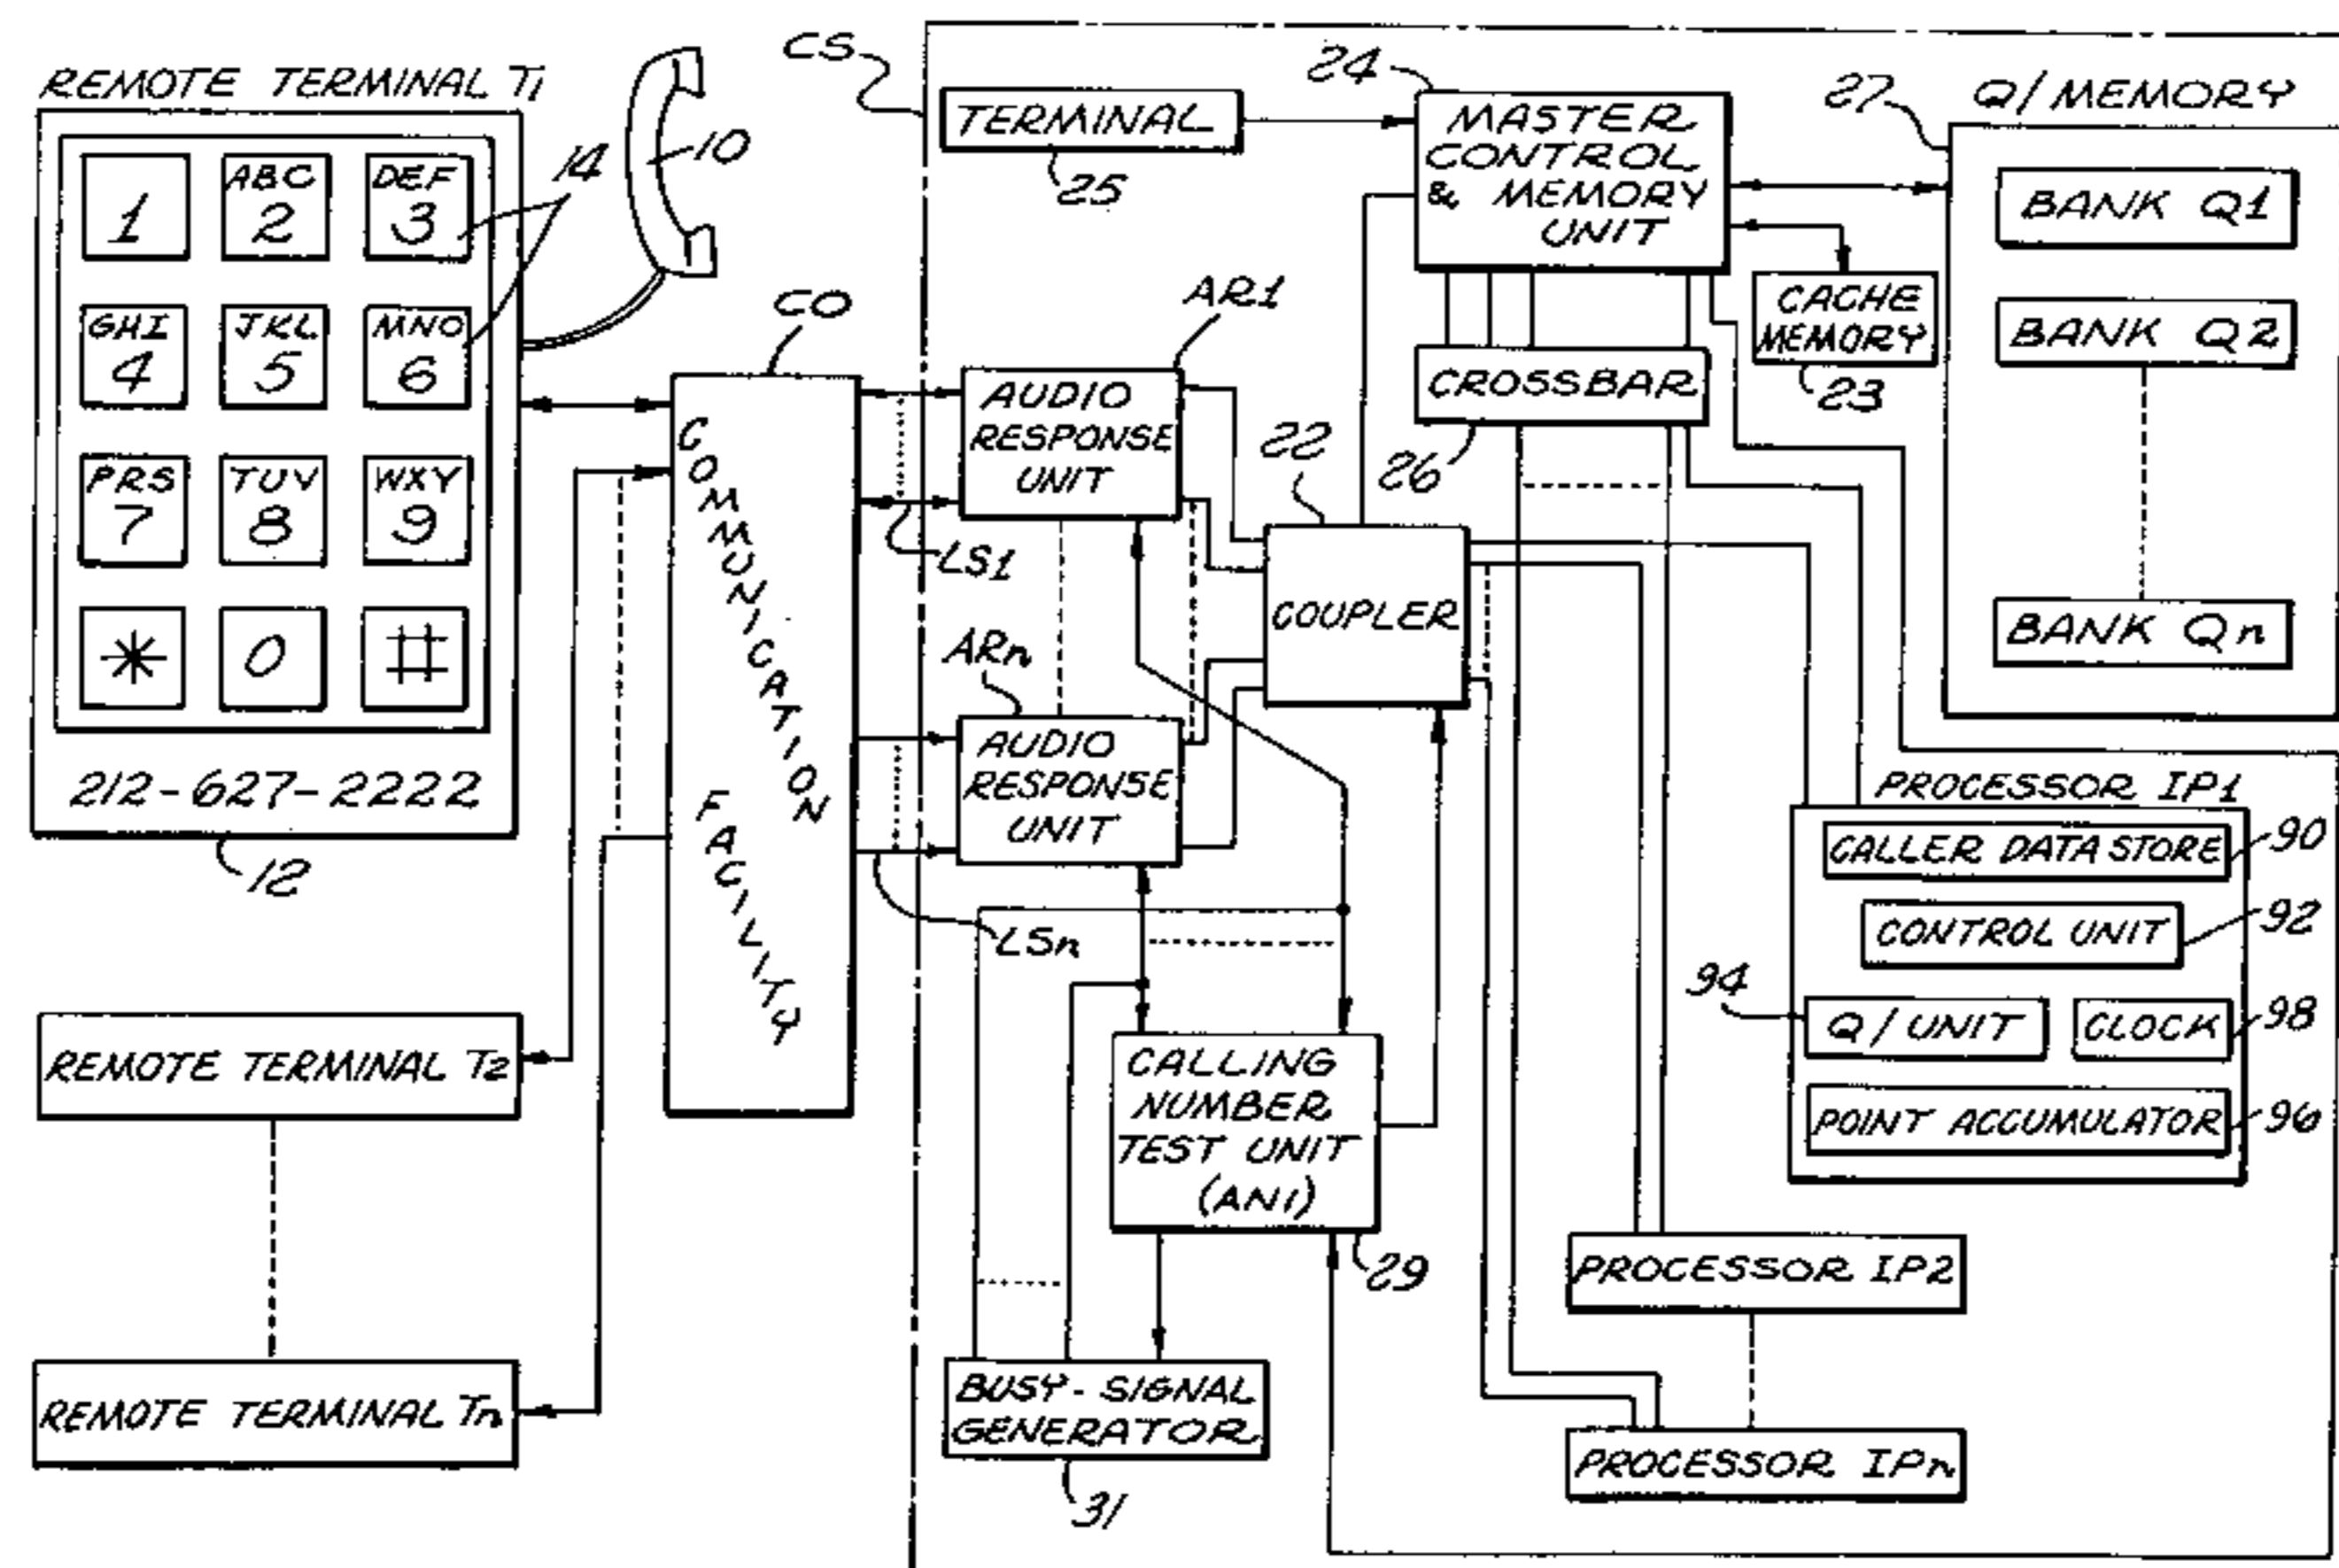 REMOTE TERMINAL T1
1
ABC
2
DEF
3
GHI
4
JKL
5
MNO
6
PRS
7
TUV
8
WXY
9
*
0
#
212-627-2222
12
14
10
REMOTE TERMINAL T2
REMOTE TERMINAL Tn
CO
COMMUNICATION
FACILITY
LS1
LSn
CS
TERMINAL
25
AR1
AUDIO
RESPONSE
UNIT
ARn
AUDIO
RESPONSE
UNIT
24
MASTER
CONTROL
& MEMORY
UNIT
CACHE
MEMORY
23
CROSSBAR
26
22
COUPLER
CALLING
NUMBER
TEST UNIT
(ANI)
29
BUSY-SIGNAL
GENERATOR
31
27
Q/MEMORY
BANK Q1
BANK Q2
BANK Qn
PROCESSOR IP1
CALLER DATA STORE
90
CONTROL UNIT
92
94
Q/UNIT
CLOCK
98
POINT ACCUMULATOR
96
PROCESSOR IP2
PROCESSOR IPn